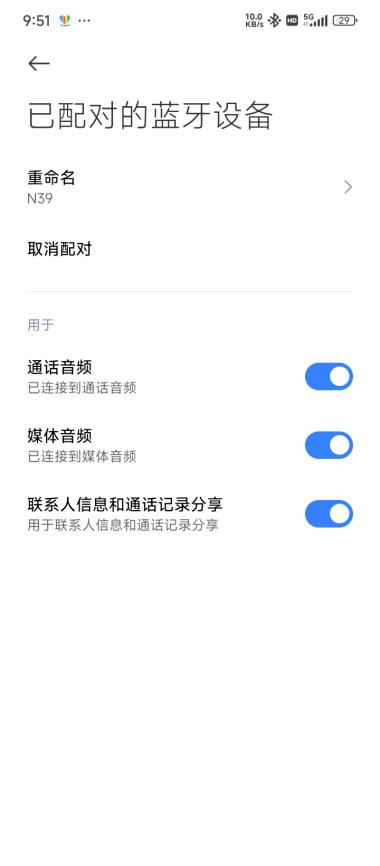 9:51
10.0
KB/s
HD
5G
29
已配对的蓝牙设备
重命名
N39
取消配对
用于
通话音频
已连接到通话音频
媒体音频
已连接到媒体音频
联系人信息和通话记录分享
用于联系人信息和通话记录分享